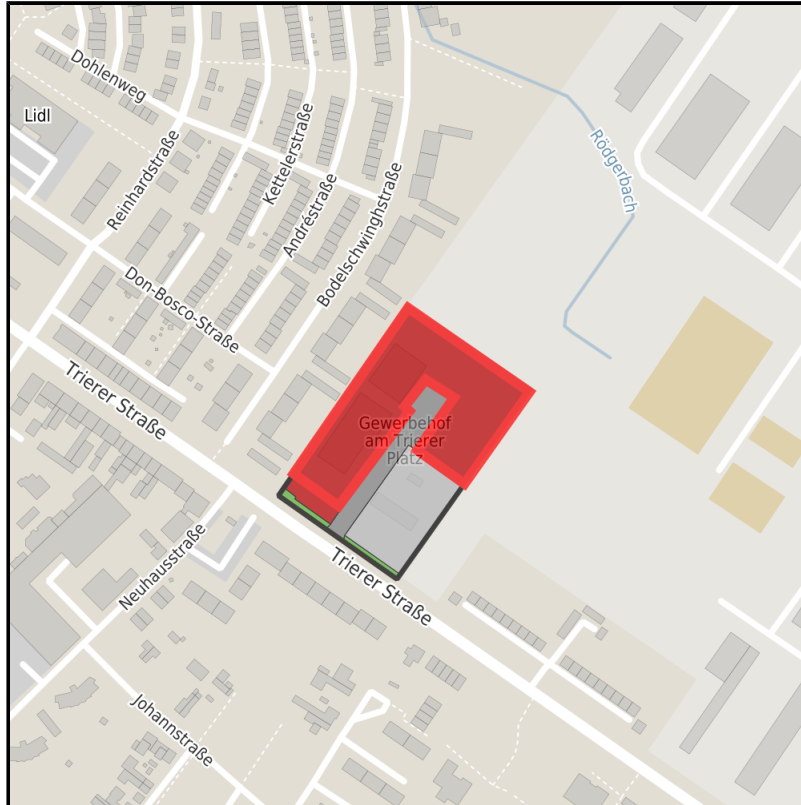 Dohlenweg
Lidl
Reinhardstraße
Kettelerstraße
Andréstraße
Bodelschwinghstraße
Rödgerbach
Don-Bosco-Straße
Trierer Straße
Gewerbehof
am Trierer
Platz
Neuhausstraße
Trierer Straße
Johannstraße